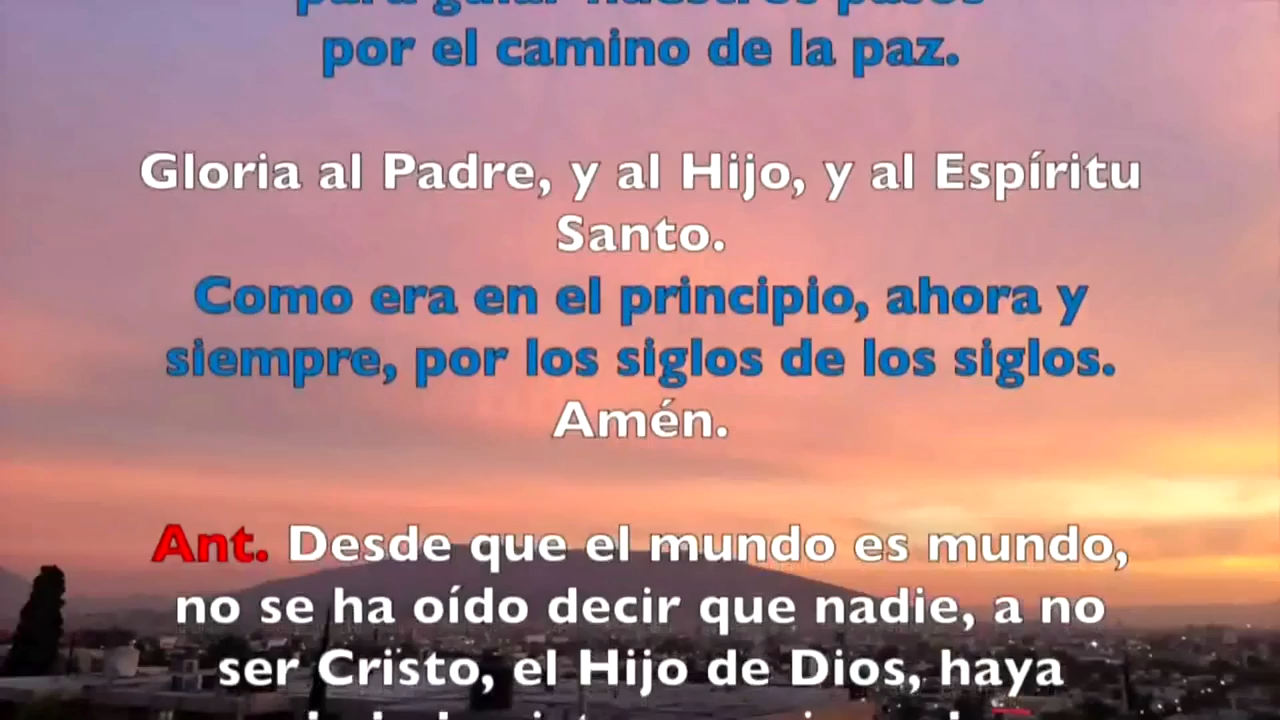 para guiar nuestros pasos
por el camino de la paz.
Gloria al Padre, y al Hijo, y al Espíritu
Santo.
Como era en el principio, ahora y
siempre, por los siglos de los siglos.
Amén.
Ant. Desde que el mundo es mundo,
no se ha oído decir que nadie, a no
ser Cristo, el Hijo de Dios, haya